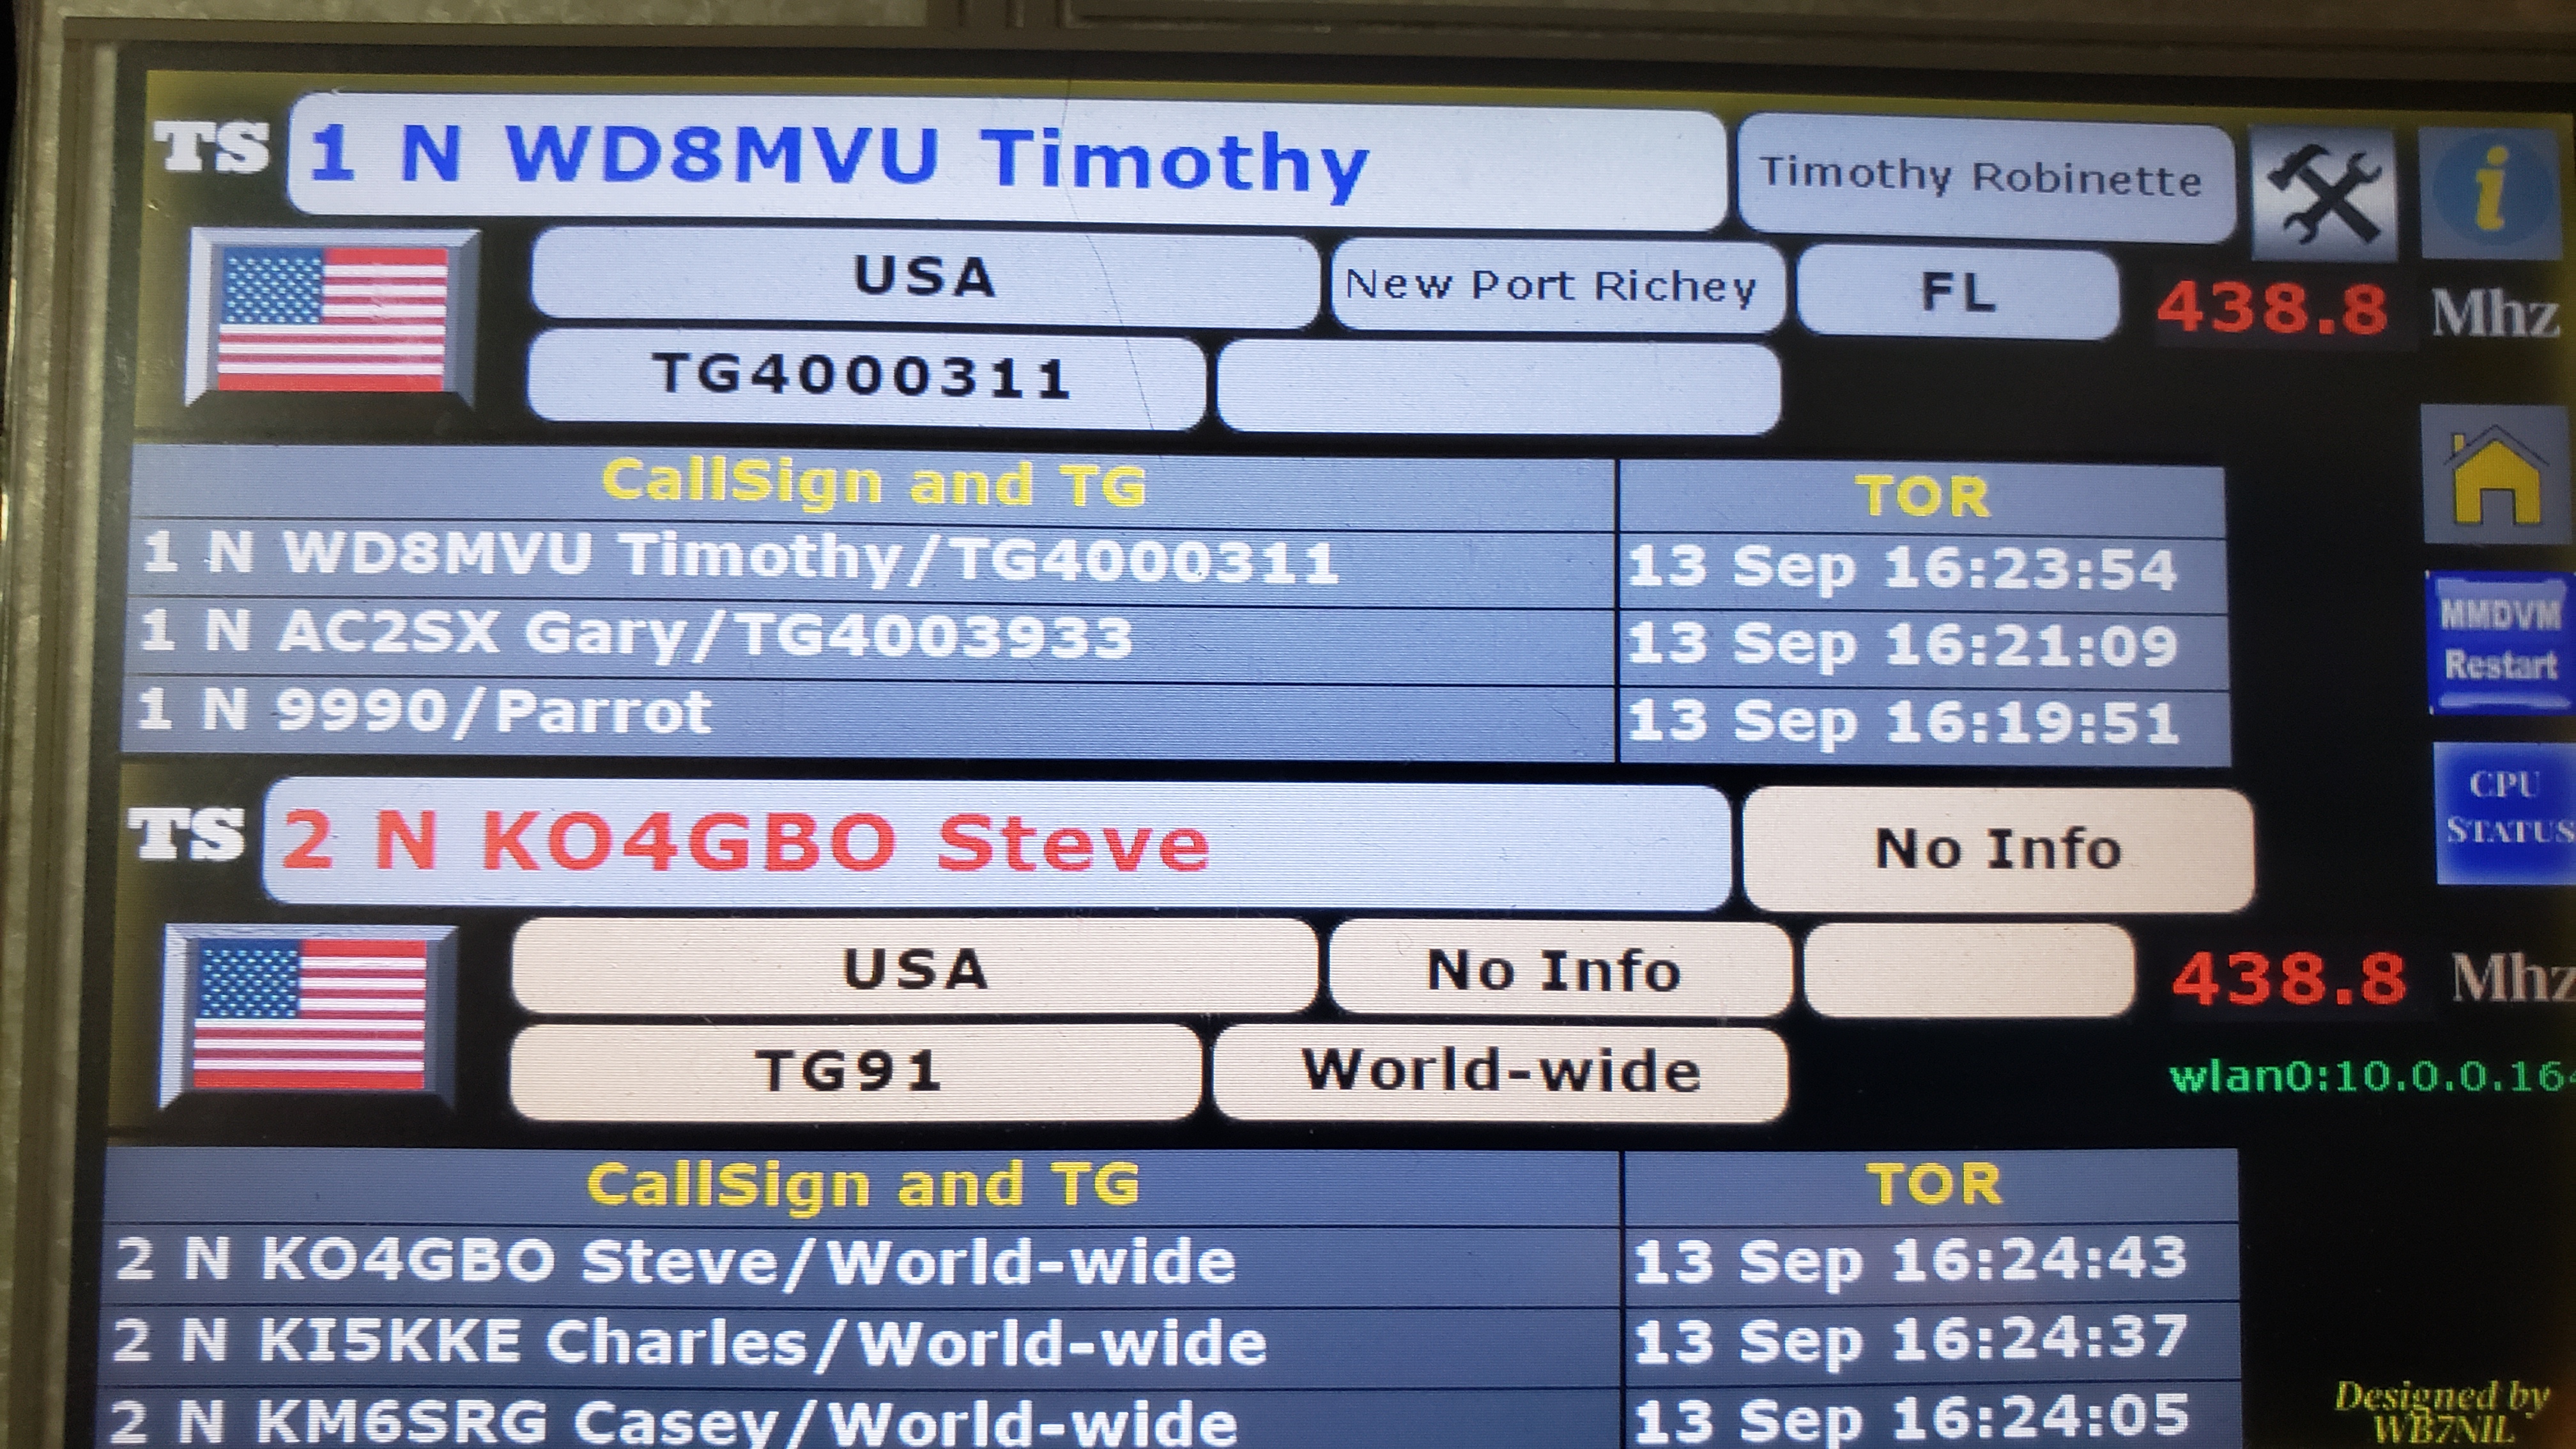 TS 1 N WD8MVU Timothy Timothy Robinette i
USA New Port Richey FL 438.8 Mhz
TG4000311
CallSign and TG TOR
1 N WD8MVU Timothy/TG4000311 13 Sep 16:23:54
1 N AC2SX Gary/TG4003933 13 Sep 16:21:09
1 N 9990/Parrot 13 Sep 16:19:51
MMDVM
Restart
CPU
STATUS
TS 2 N KO4GBO Steve No Info
USA No Info 438.8 Mhz
TG91 World-wide
wlan0:10.0.0.164
CallSign and TG TOR
2 N KO4GBO Steve/World-wide 13 Sep 16:24:43
2 N KI5KKE Charles/World-wide 13 Sep 16:24:37
2 N KM6SRG Casey/World-wide 13 Sep 16:24:05
Designed by
WB7NIL